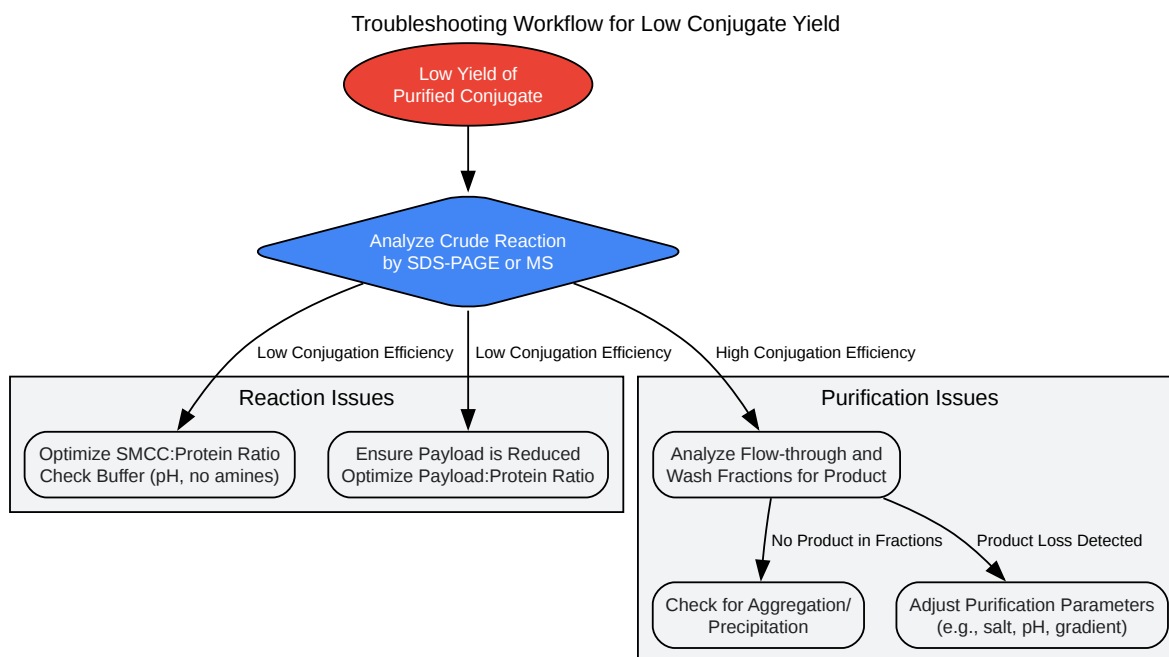 Troubleshooting Workflow for Low Conjugate Yield
Low Yield of
Purified Conjugate
Analyze Crude Reaction
by SDS-PAGE or MS
Low Conjugation Efficiency
Low Conjugation Efficiency
High Conjugation Efficiency
Reaction Issues
Optimize SMCC:Protein Ratio
Check Buffer (pH, no amines)
Ensure Payload is Reduced
Optimize Payload:Protein Ratio
Purification Issues
Analyze Flow-through and
Wash Fractions for Product
No Product in Fractions
Product Loss Detected
Check for Aggregation/
Precipitation
Adjust Purification Parameters
(e.g., salt, pH, gradient)